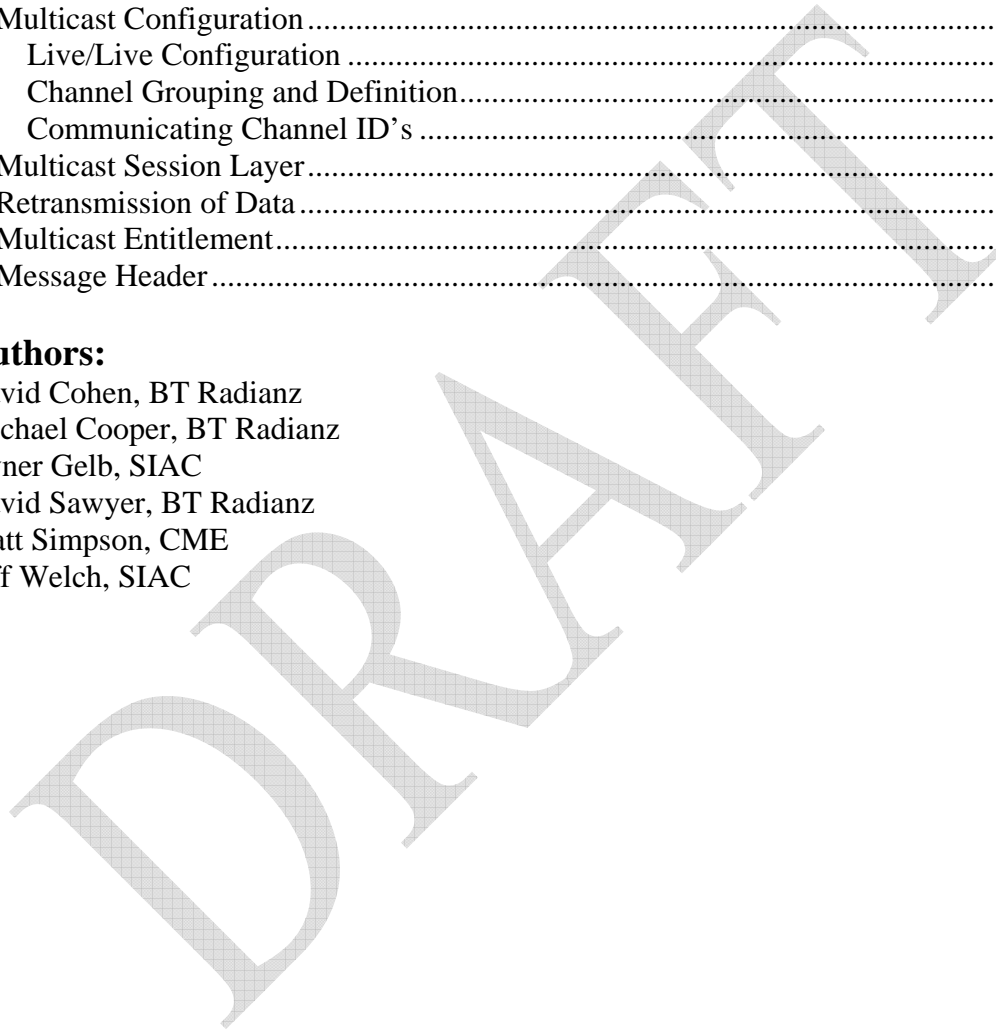 Multicast Configuration
Live/Live Configuration
Channel Grouping and Definition
Communicating Channel ID's
Multicast Session Layer
Retransmission of Data
Multicast Entitlement
Message Header
uthors:
vid Cohen, BT Radianz
chael Cooper, BT Radianz
ner Gelb, SIAC
vid Sawyer, BT Radianz
att Simpson, CME
ff Welch, SIAC
DRAFT